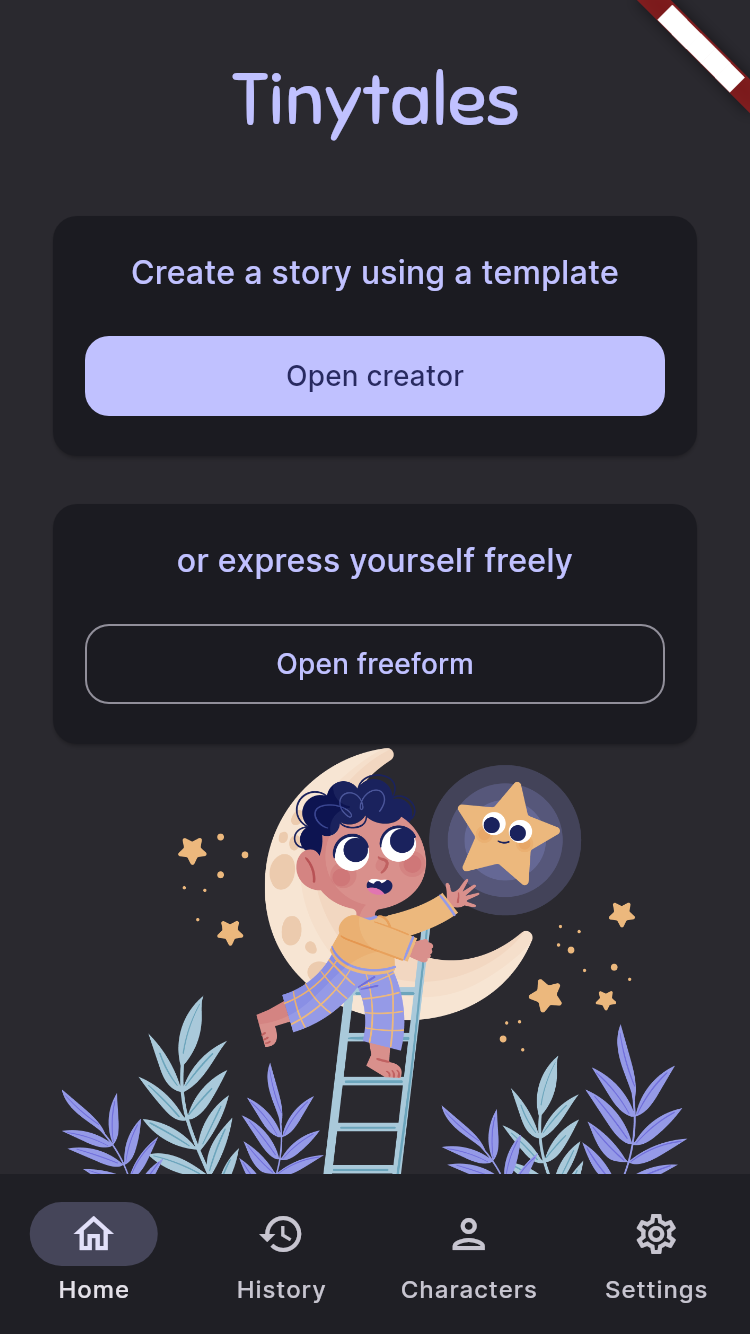 Tinytales
Create a story using a template
Open creator
or express yourself freely
Open freeform
Home
History
Characters
Settings